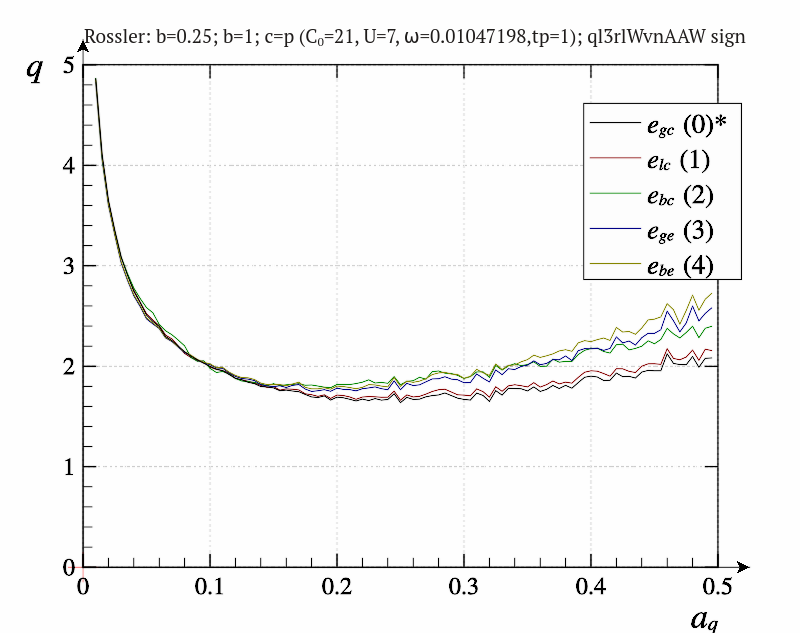 Rossler: b=0.25; b=1; c=p (C₀=21, U=7, ω=0.01047198,tp=1); ql3rlWvnAAW sign
q
5
4
3
2
1
0
e_gc (0)*
e_lc (1)
e_bc (2)
e_ge (3)
e_be (4)
0 0.1 0.2 0.3 0.4 0.5
a_q